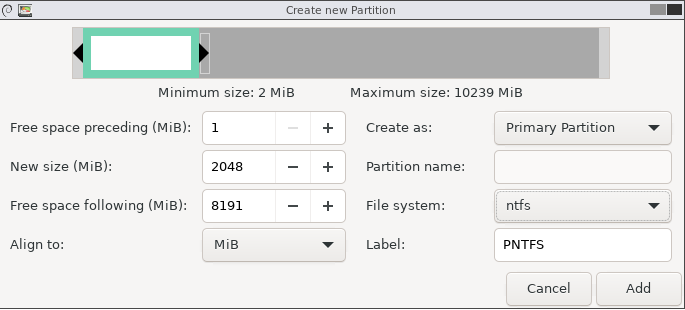 Create new Partition
Minimum size: 2 MiB Maximum size: 10239 MiB
Free space preceding (MiB): 1 Create as: Primary Partition
New size (MiB): 2048 Partition name:
Free space following (MiB): 8191 File system: ntfs
Align to: MiB Label: PNTFS
Cancel Add